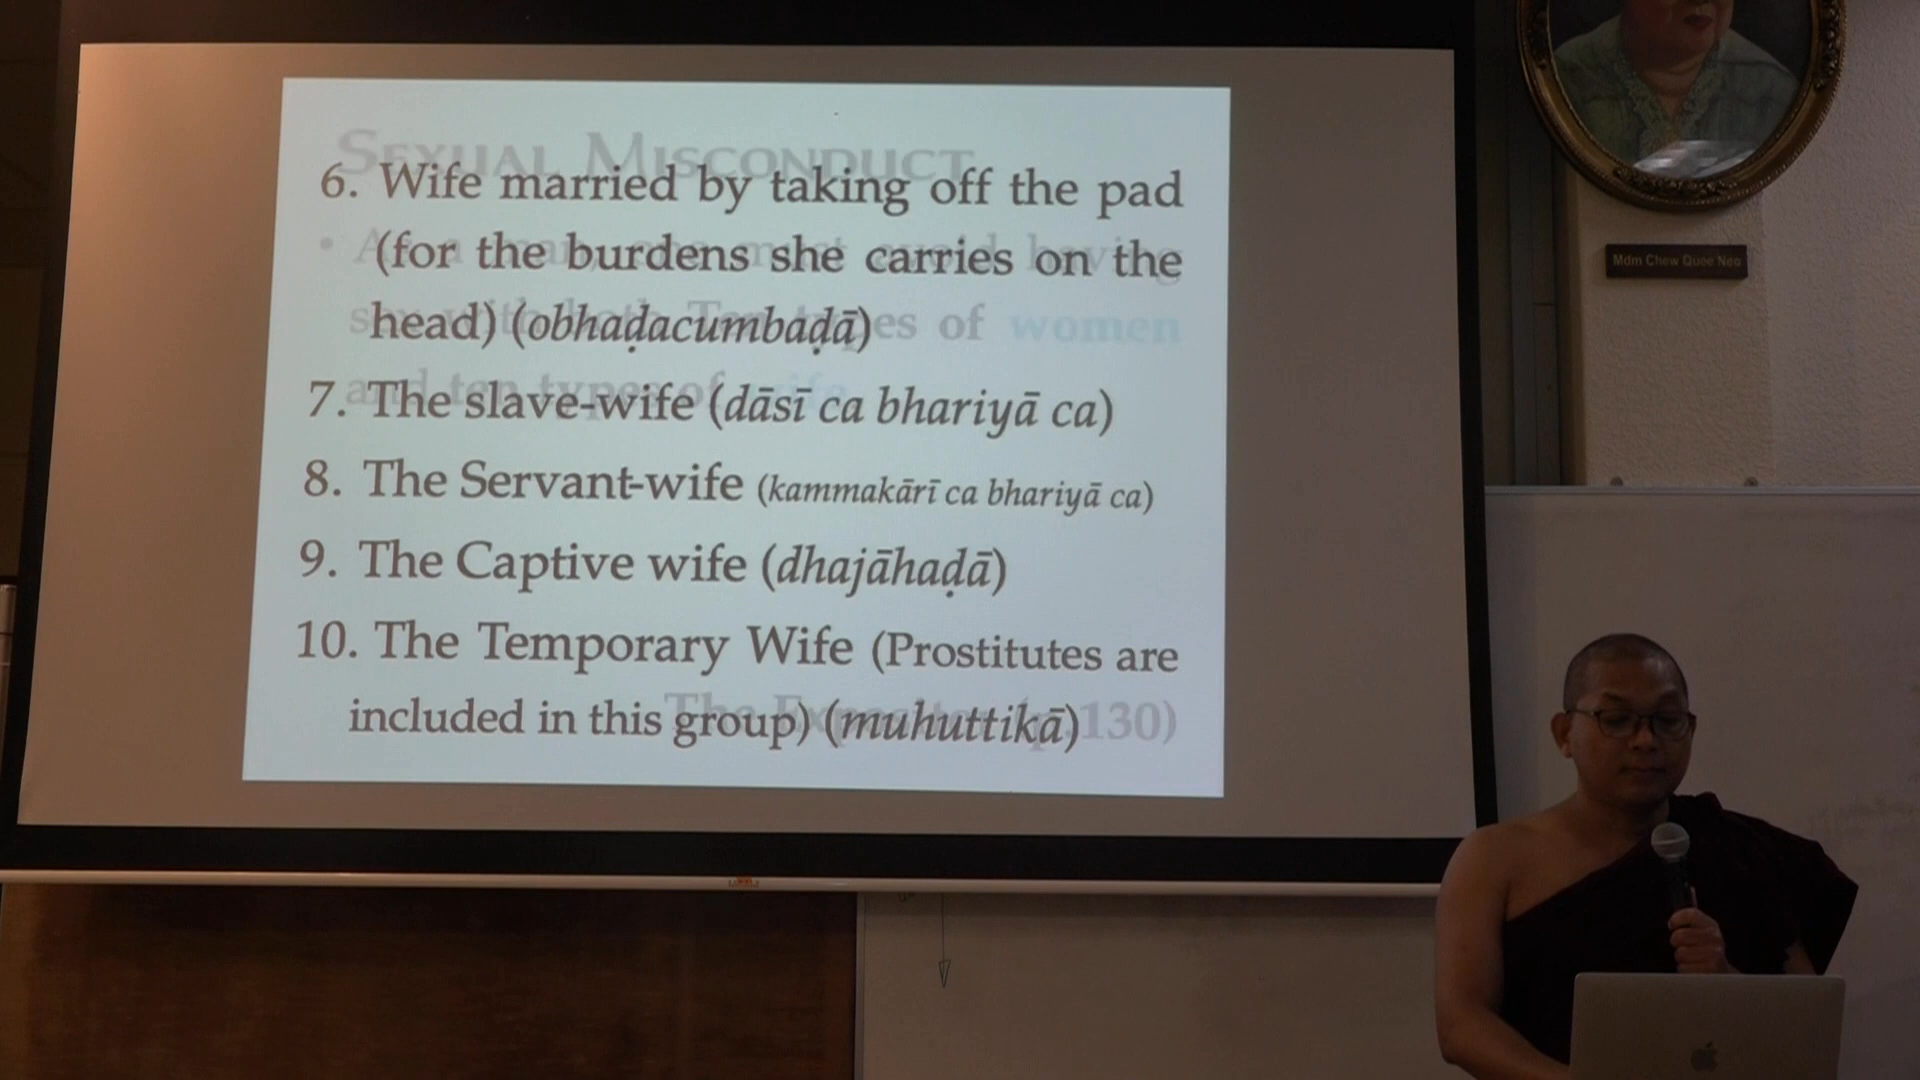 SEXUAL MISCONDUCT
6. Wife married by taking off the pad
(for the burdens she carries on the
head) (obhaḍacumbaḍā)
7. The slave-wife (dāsī ca bhariyā ca)
8. The Servant-wife (kammakārī ca bhariyā ca)
9. The Captive wife (dhajāhaḍā)
10. The Temporary Wife (Prostitutes are
included in this group) (muhuttikā)
of women
130)
Mdm Chew Quee Neo